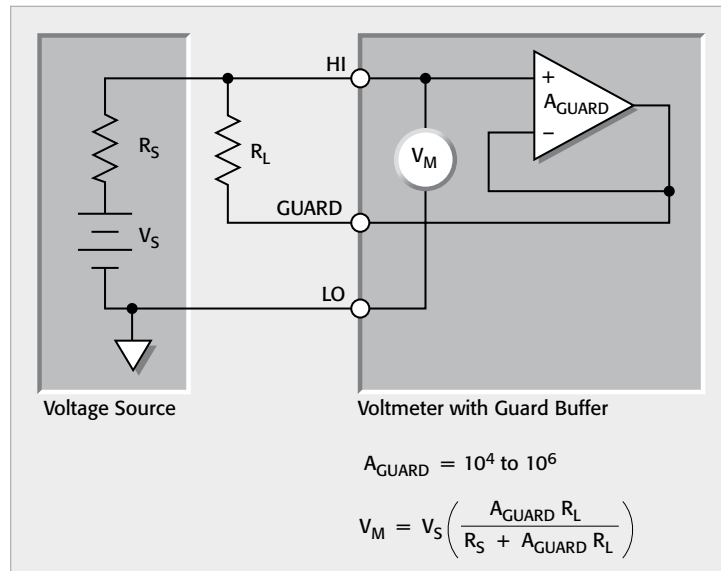 HI
+
A_GUARD
−
R_S
R_L
V_M
GUARD
V_S
LO
Voltage Source
Voltmeter with Guard Buffer
A_GUARD = 10^4 to 10^6
V_M = V_S ( A_GUARD R_L / R_S + A_GUARD R_L )